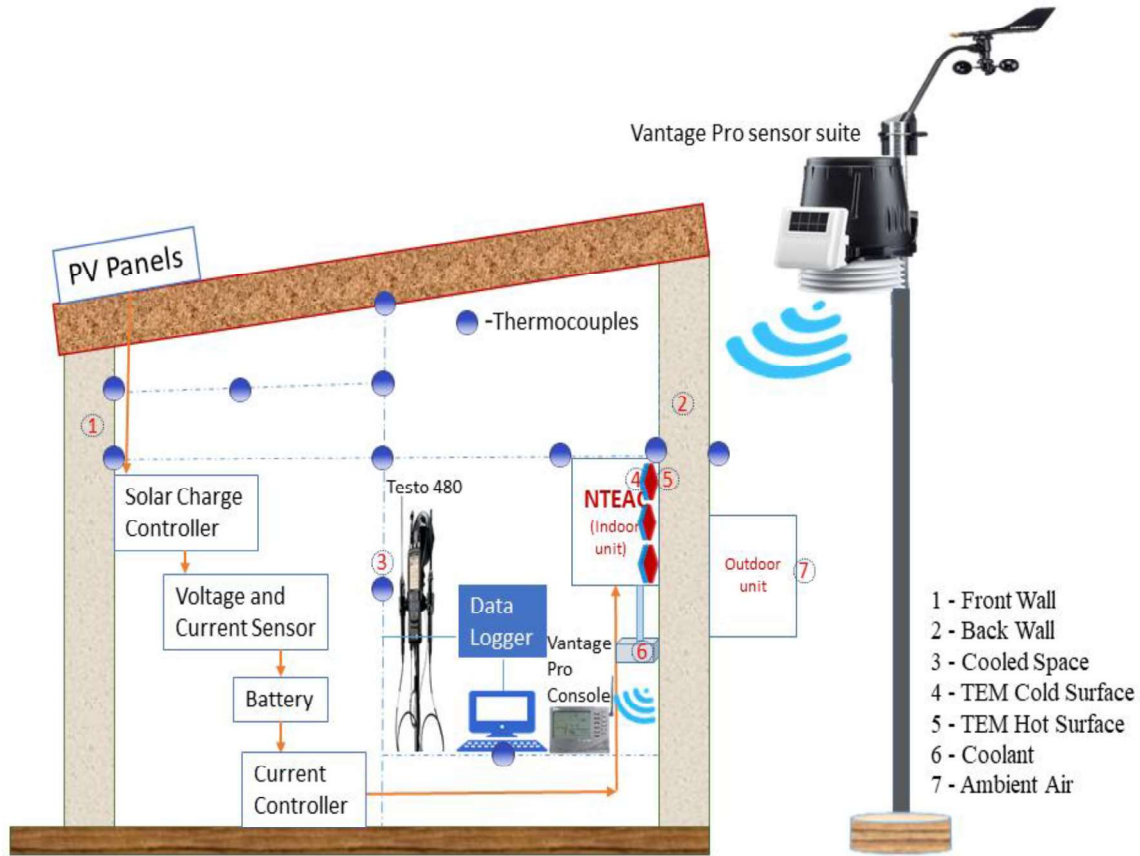 Vantage Pro sensor suite
PV Panels
-Thermocouples
1
2
Solar Charge
Controller
Testo 480
4
5
NTEAC
(Indoor
unit)
3
Outdoor
unit
7
Voltage and
Current Sensor
Data
Logger
Vantage
Pro
Console
6
Battery
Current
Controller
1 - Front Wall
2 - Back Wall
3 - Cooled Space
4 - TEM Cold Surface
5 - TEM Hot Surface
6 - Coolant
7 - Ambient Air